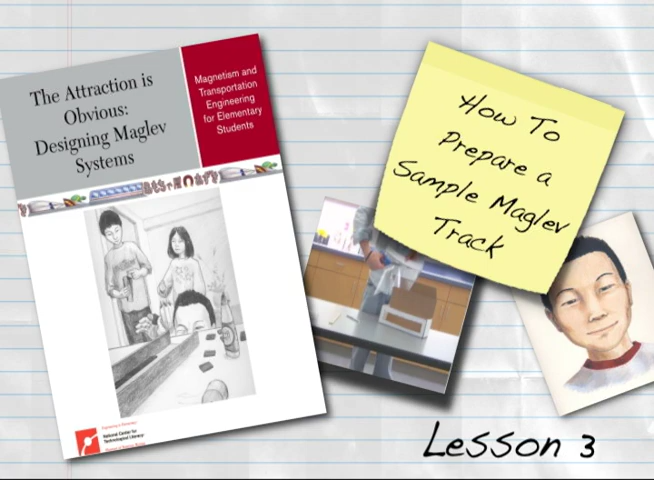 The Attraction is
Obvious:
Designing Maglev
Systems
Magnetism and
Transportation
Engineering
for Elementary
Students
How To
Prepare a
Sample Maglev
Track
National Center for
Technological Literacy
Lesson 3